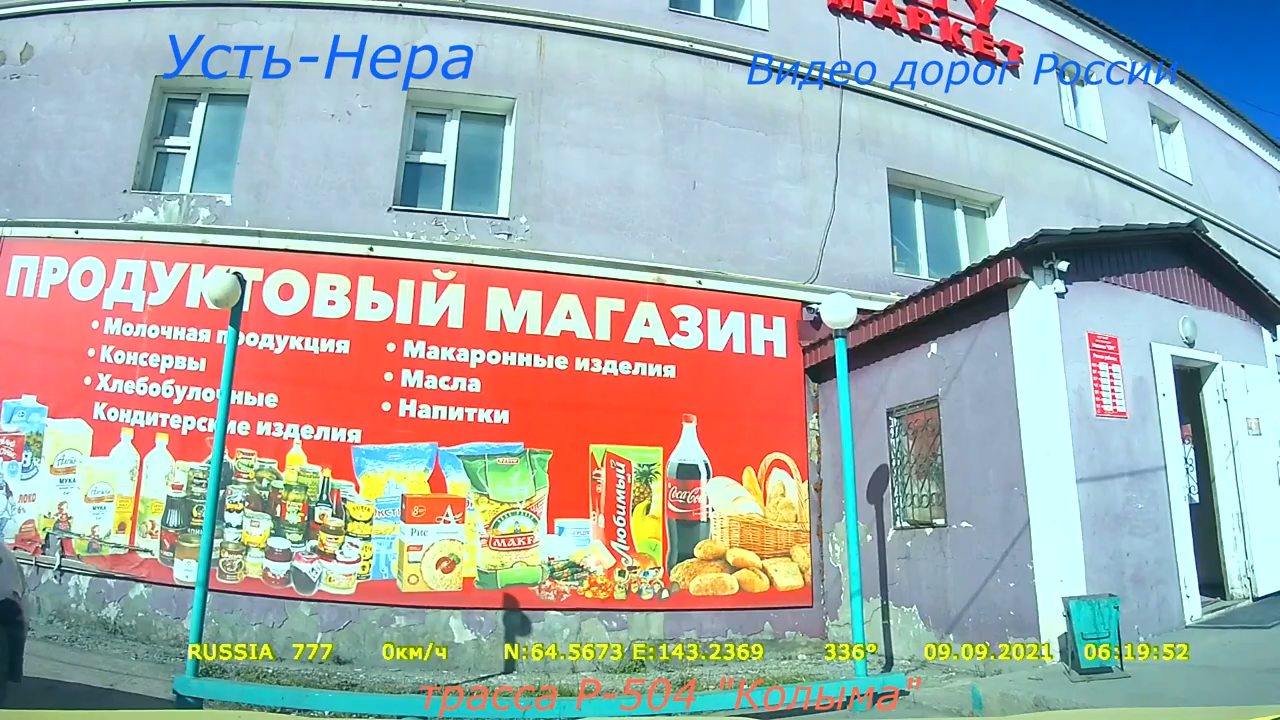 Усть-Нера
МАРКЕТ
Видео дорог России
ПРОДУКТОВЫЙ МАГАЗИН
• Молочная продукция
• Консервы
• Хлебобулочные
Кондитерские изделия
• Макаронные изделия
• Масла
• Напитки
МУКА
Рис
МАКФА
Любимый
Coca-Cola
RUSSIA 777 0км/ч N:64.5673 E:143.2369 336° 09.09.2021 06:19:52
трасса Р-504 "Колыма"